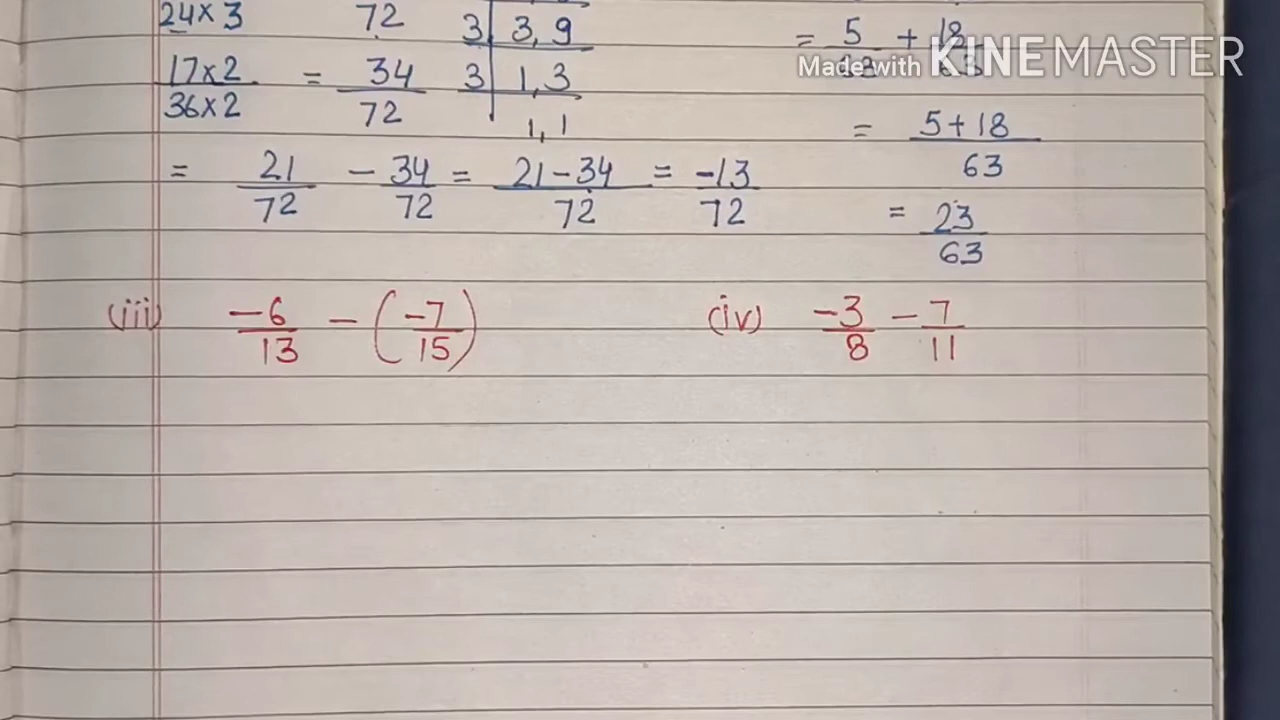 24×3 72 3 3, 9
17×2 = 34 3 1, 3
36×2 72 1, 1
= 21 - 34 = 21-34 = -13
72 72 72 72
= 5 + 18
63
Made with KINEMASTER
= 5+18
63
= 23
63
(iii) -6 - (-7)
13 15
(iv) -3 - 7
8 11